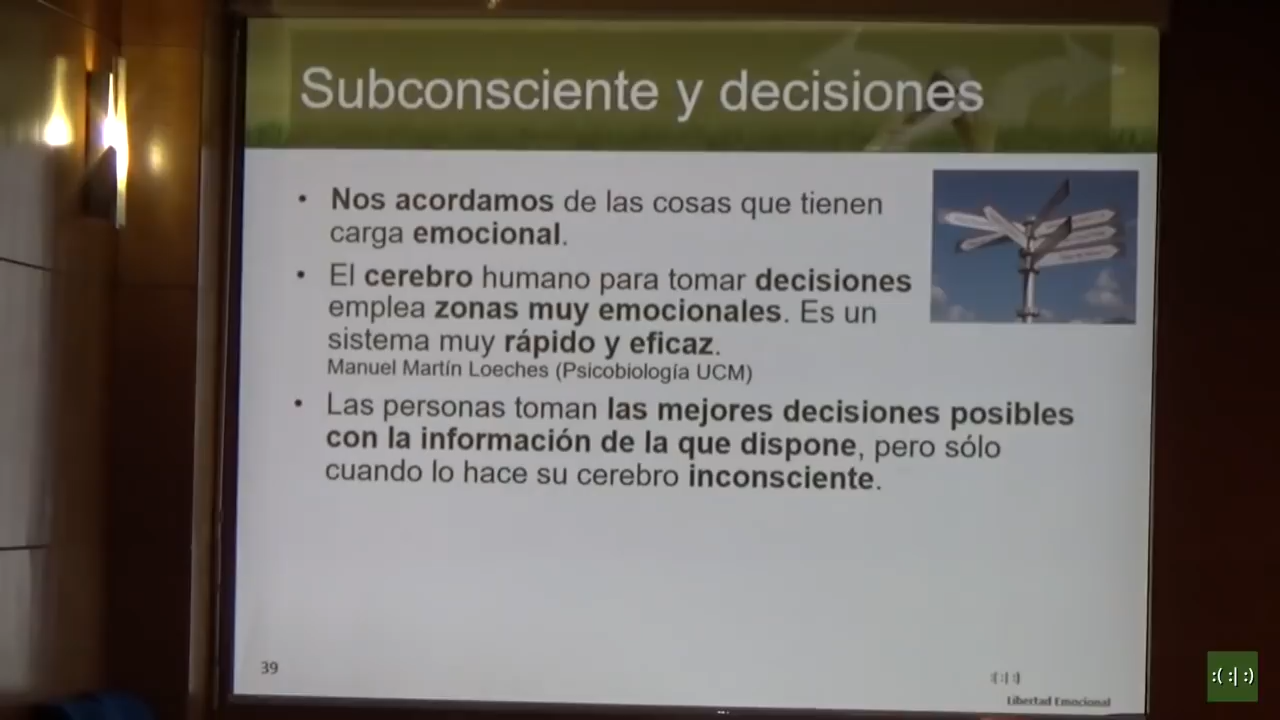 Subconsciente y decisiones
• Nos acordamos de las cosas que tienen
carga emocional.
• El cerebro humano para tomar decisiones
emplea zonas muy emocionales. Es un
sistema muy rápido y eficaz.
Manuel Martín Loeches (Psicobiología UCM)
• Las personas toman las mejores decisiones posibles
con la información de la que dispone, pero sólo
cuando lo hace su cerebro inconsciente.
39
:( :| :)
Libertad Emocional
:( :| :)